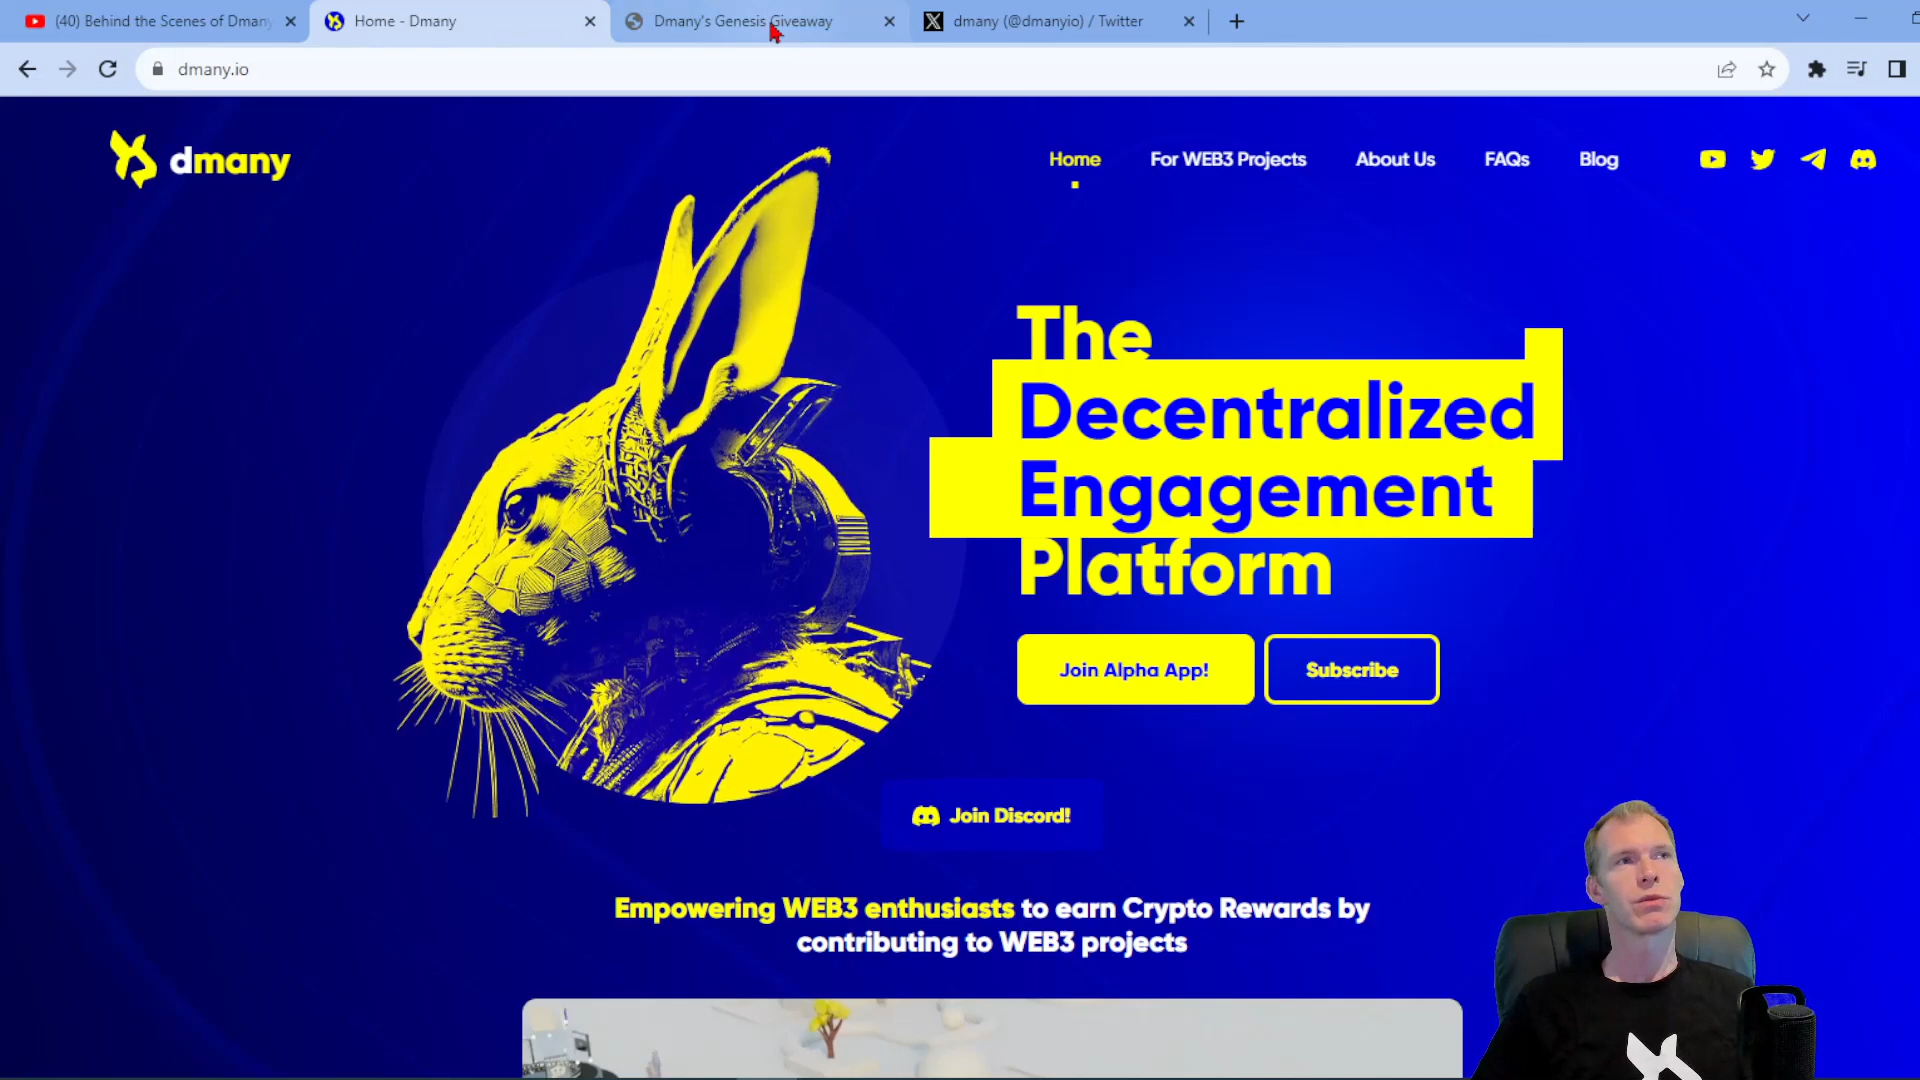 (40) Behind the Scenes of Dmany
Home - Dmany
Dmany's Genesis Giveaway
dmany (@dmanyio) / Twitter
dmany.io
dmany
Home
For WEB3 Projects
About Us
FAQs
Blog
The
Decentralized
Engagement
Platform
Join Alpha App!
Subscribe
Join Discord!
Empowering WEB3 enthusiasts to earn Crypto Rewards by
contributing to WEB3 projects